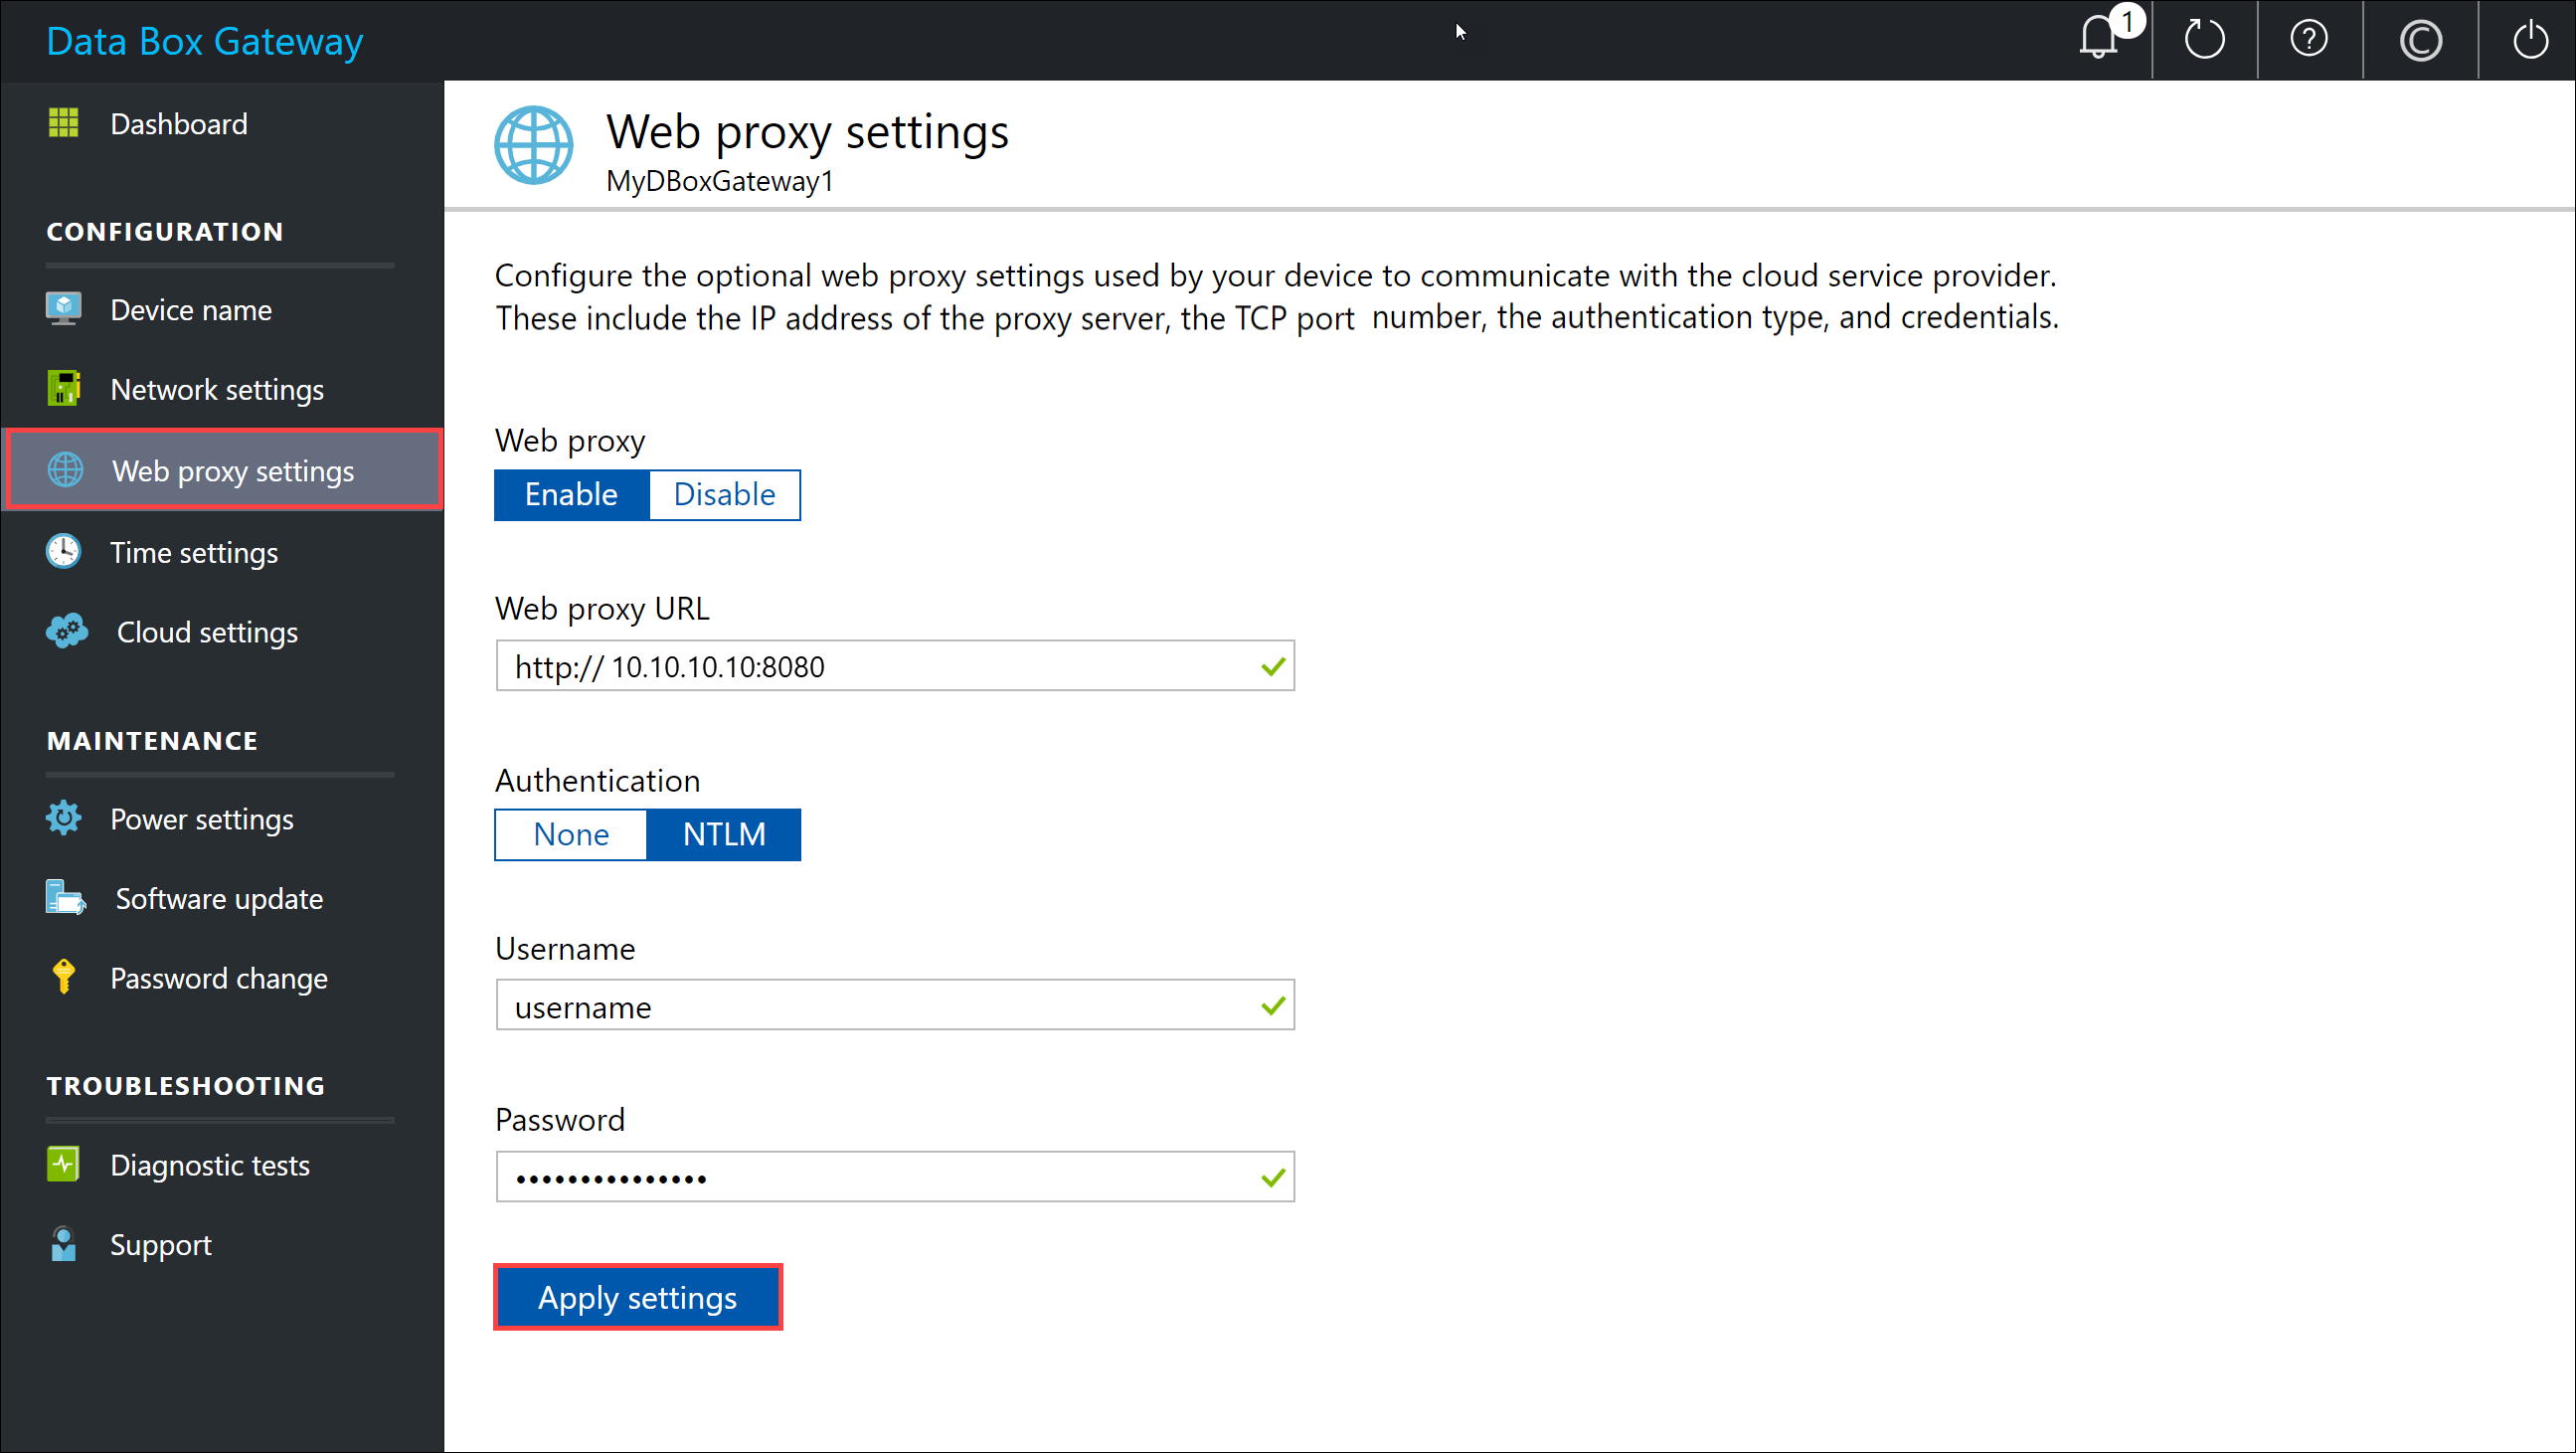 Data Box Gateway
1
?
©
Dashboard
CONFIGURATION
Device name
Network settings
Web proxy settings
Time settings
Cloud settings
MAINTENANCE
Power settings
Software update
Password change
TROUBLESHOOTING
Diagnostic tests
Support
Web proxy settings
MyDBoxGateway1
Configure the optional web proxy settings used by your device to communicate with the cloud service provider.
These include the IP address of the proxy server, the TCP port number, the authentication type, and credentials.
Web proxy
Enable Disable
Web proxy URL
http:// 10.10.10.10:8080
Authentication
None NTLM
Username
username
Password
•••••••••••••••
Apply settings